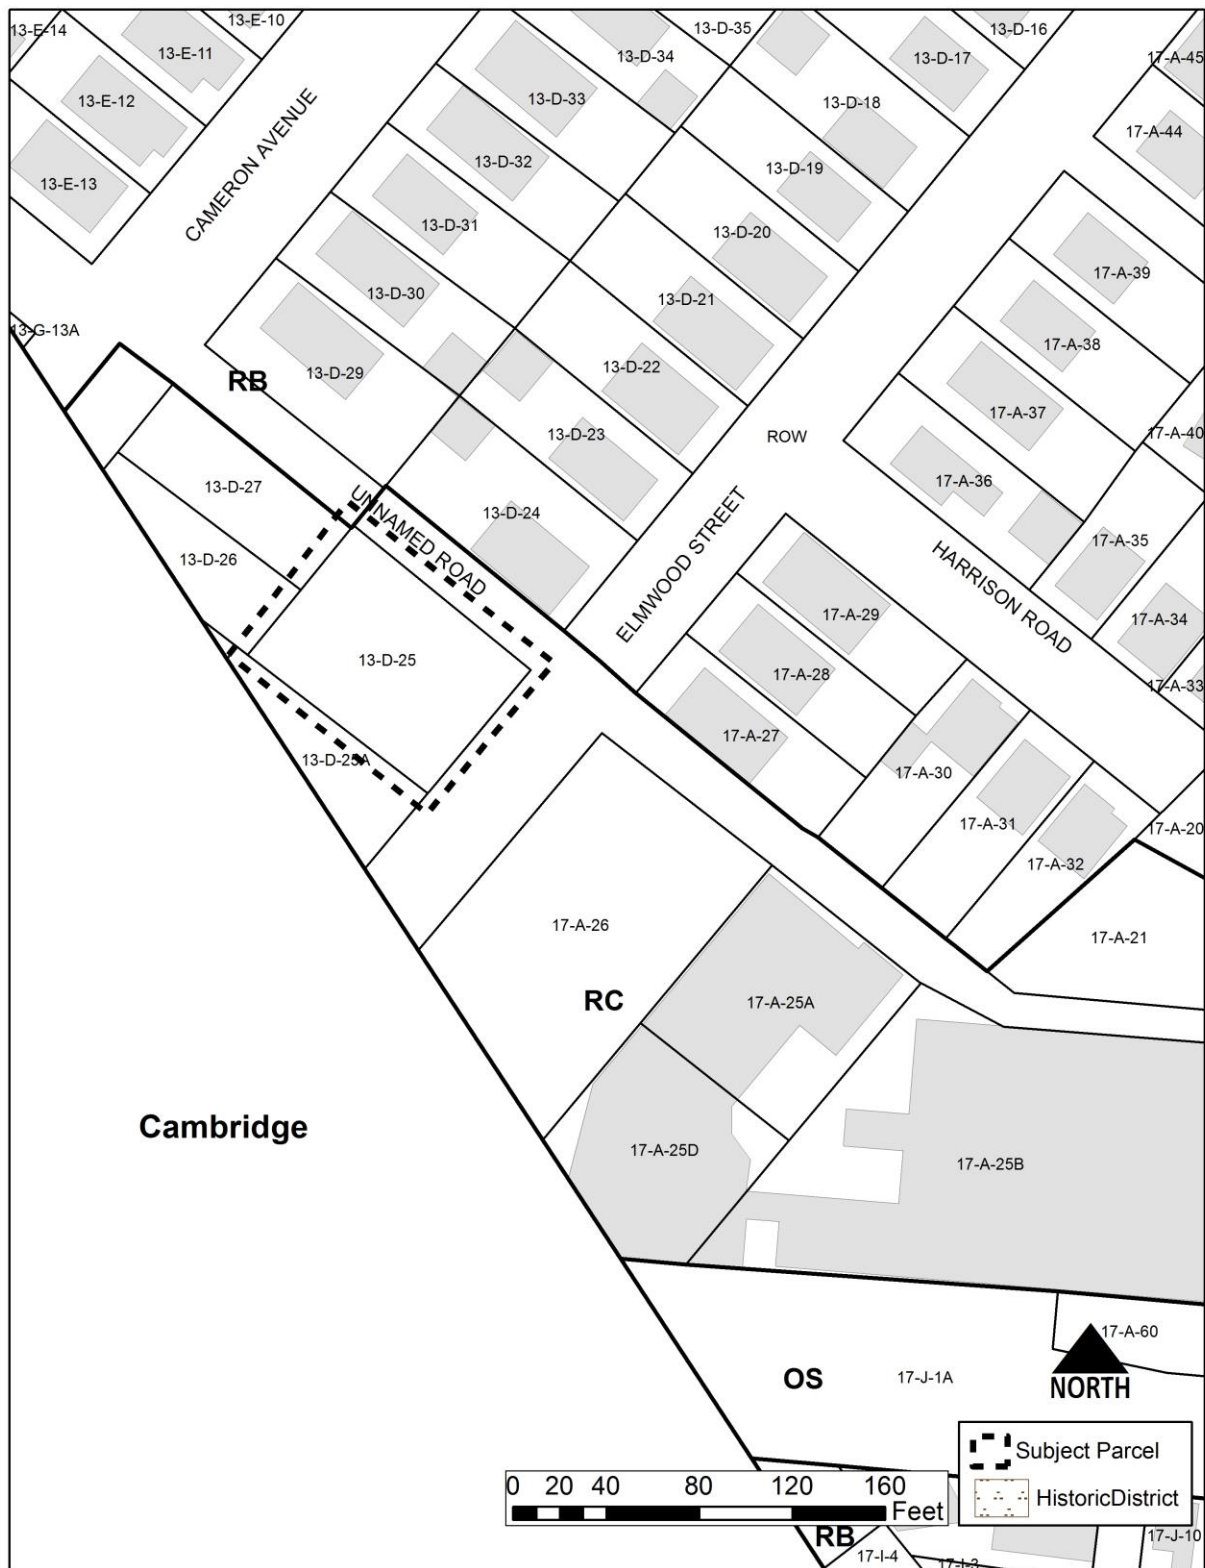 13-E-14
13-E-10
13-E-11
13-D-35
13-D-16
13-D-34
13-D-17
17-A-45
13-E-12
13-D-33
13-D-18
17-A-44
CAMERON AVENUE
13-D-32
13-D-19
13-E-13
13-D-31
13-D-20
17-A-39
13-D-30
13-D-21
13-G-13A
17-A-38
13-D-29
RB
13-D-22
17-A-37
13-D-23
ROW
17-A-40
17-A-36
13-D-27
UNNAMED ROAD
13-D-24
ELMWOOD STREET
HARRISON ROAD
17-A-35
13-D-26
17-A-29
17-A-34
13-D-25
17-A-28
17-A-33
17-A-27
13-D-25A
17-A-30
17-A-31
17-A-20
17-A-32
17-A-26
17-A-21
RC
17-A-25A
Cambridge
17-A-25D
17-A-25B
17-A-60
OS
17-J-1A
NORTH
Subject Parcel
HistoricDistrict
0 20 40 80 120 160
Feet
RB
17-J-10
17-I-4
17-I-3